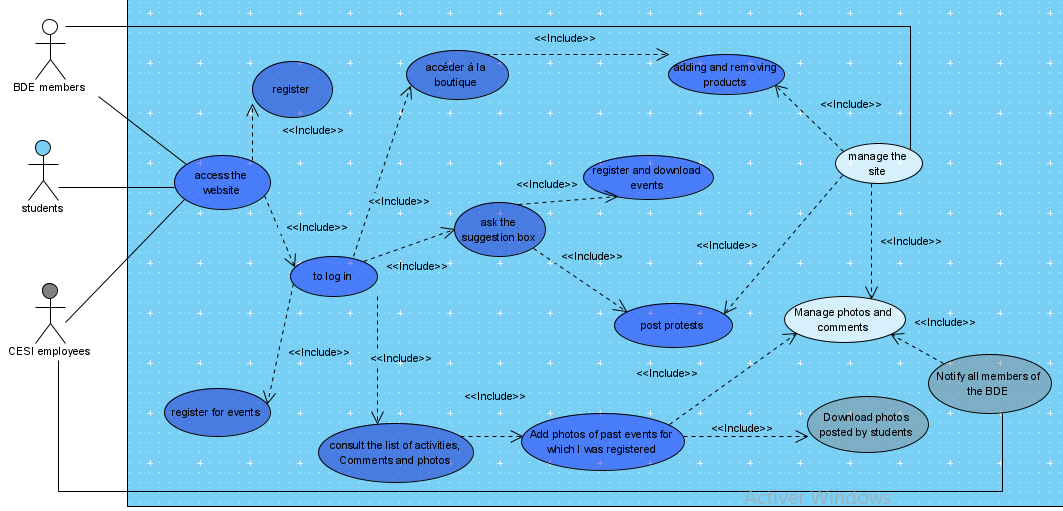 <<Include>>
accéder à la
boutique
adding and removing
products
BDE members
register
<<Include>>
<<Include>>
manage the
site
access the
website
register and download
events
<<Include>>
<<Include>>
students
ask the
suggestion box
<<Include>>
<<Include>>
<<Include>>
<<Include>>
to log in
<<Include>>
<<Include>>
Manage photos and
comments
post protests
<<Include>>
CESI employees
<<Include>>
<<Include>>
<<Include>>
Notify all members of
the BDE
<<Include>>
register for events
Download photos
posted by students
<<Include>>
Add photos of past events for
which I was registered
consult the list of activities,
Comments and photos
Activer Windows